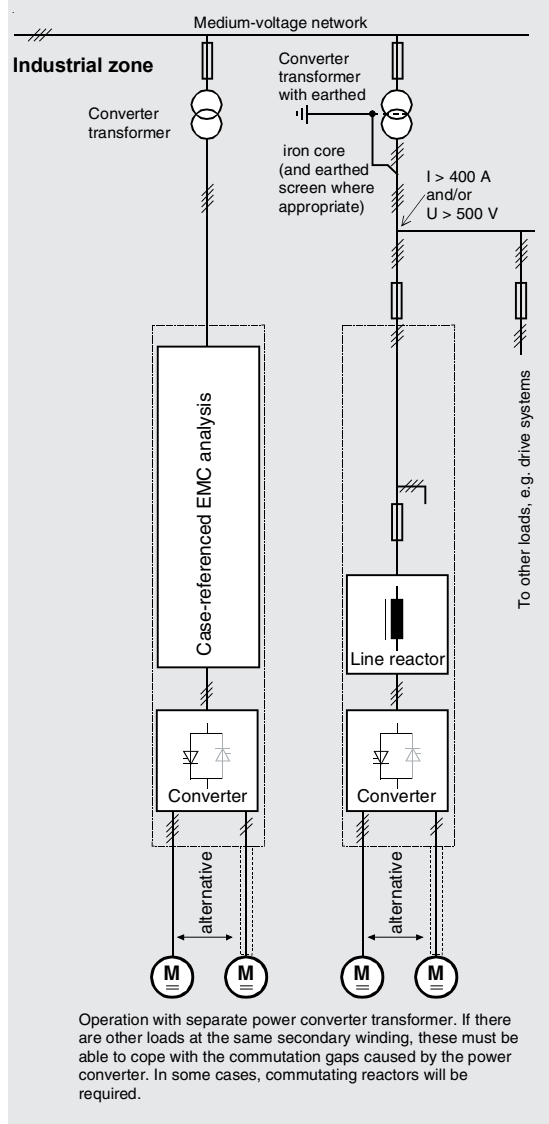 Medium-voltage network
Industrial zone
Converter
transformer
Converter
transformer
with earthed
iron core
(and earthed
screen where
appropriate)
I > 400 A
and/or
U > 500 V
To other loads, e.g. drive systems
Case-referenced EMC analysis
Line reactor
Converter
Converter
alternative
alternative
M
M
M
M
Operation with separate power converter transformer. If there
are other loads at the same secondary winding, these must be
able to cope with the commutation gaps caused by the power
converter. In some cases, commutating reactors will be
required.